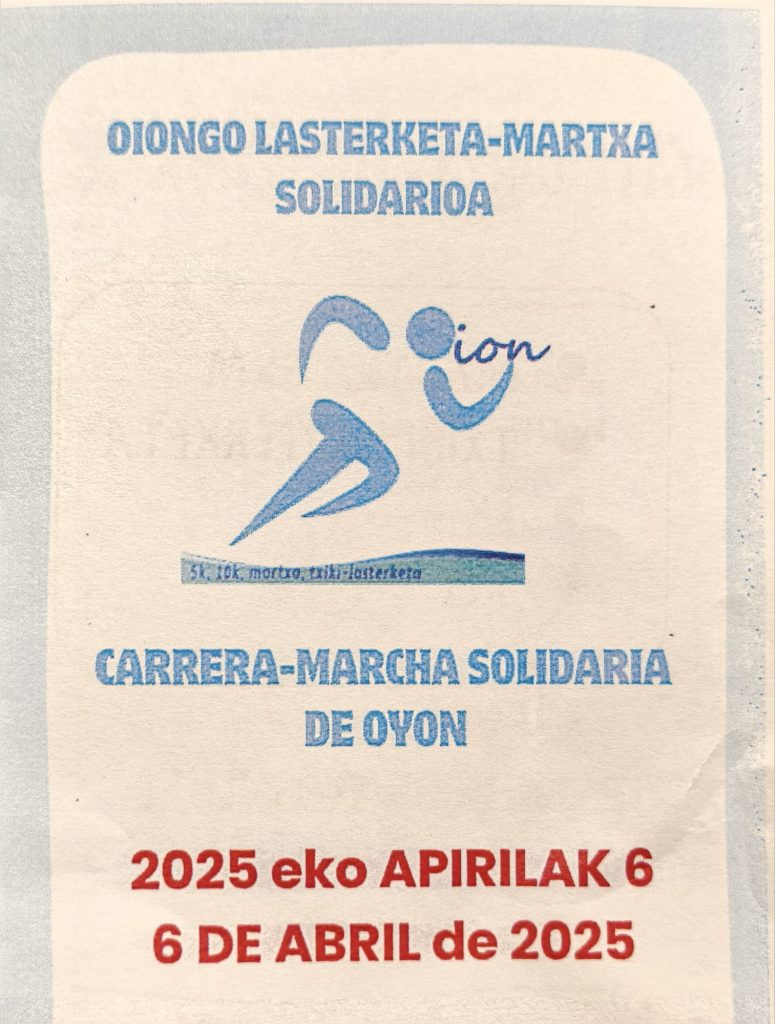 OIONGO LASTERKETA-MARTXA
SOLIDARIOA
Oion
5k, 10k, martxa, txiki-lasterketa
CARRERA-MARCHA SOLIDARIA
DE OYON
2025 eko APIRILAK 6
6 DE ABRIL de 2025